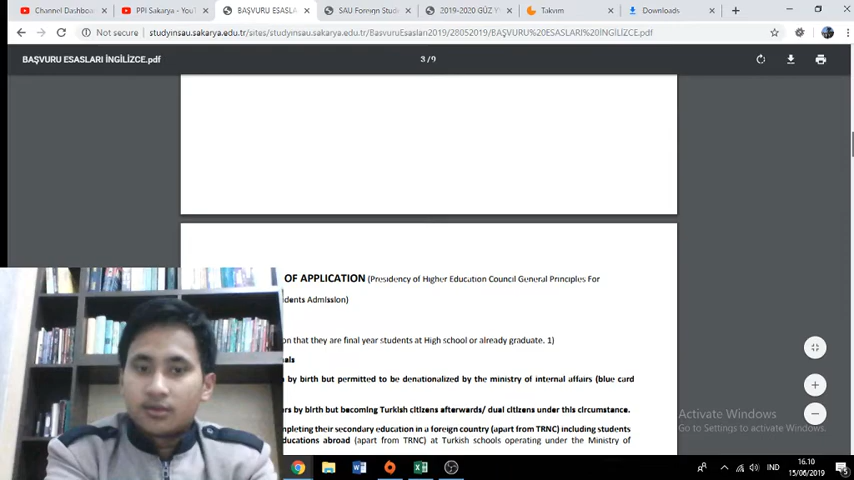 Channel Dashboa
PPI Sakarya - You
BAŞVURU ESASLA
SAU Foreign Stude
2019-2020 GÜZ Y
Takvim
Downloads
Not secure
studyinsau.sakarya.edu.tr/sites/studyinsau.sakarya.edu.tr/BasvuruEsaslari2019/28052019/BAŞVURU%20ESASLARI%20İNGİLİZCE.pdf
BAŞVURU ESASLARI İNGİLİZCE.pdf
3 / 9
OF APPLICATION (Presidency of Higher Education Council General Principles For
dents Admission)
on that they are final year students at High school or already graduate. 1)
als
by birth but permitted to be denationalized by the ministry of internal affairs (blue card
ers by birth but becoming Turkish citizens afterwards/ dual citizens under this circumstance.
mpleting their secondary education in a foreign country (apart from TRNC) including students
ducations abroad (apart from TRNC) at Turkish schools operating under the Ministry of
Activate Windows
Go to Settings to activate Windows.
IND
16.10
15/06/2019